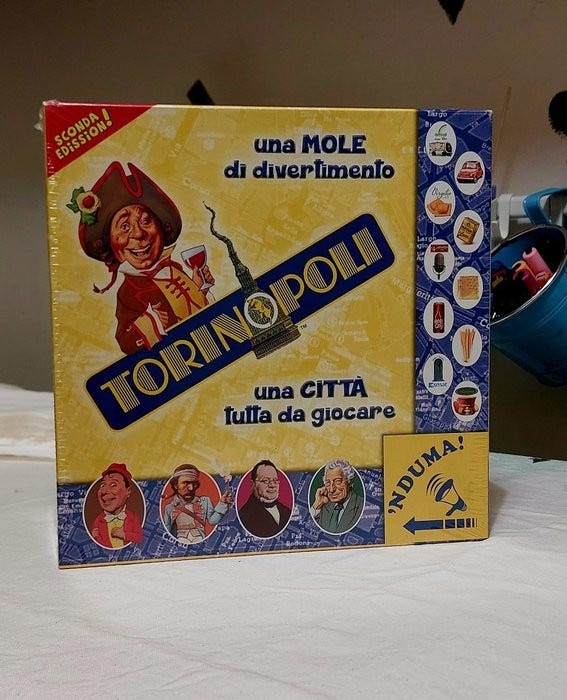 SCONDA
EDISSION!
una MOLE
di divertimento
TORINOPOLI
una CITTÀ
tutta da giocare
'NDUMA!